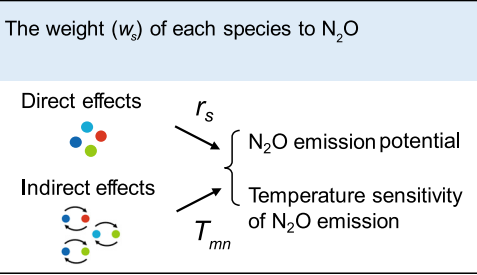 The weight (wₛ) of each species to N₂O
Direct effects
rₛ
N₂O emission potential
Indirect effects
Temperature sensitivity
of N₂O emission
Tₘₙ